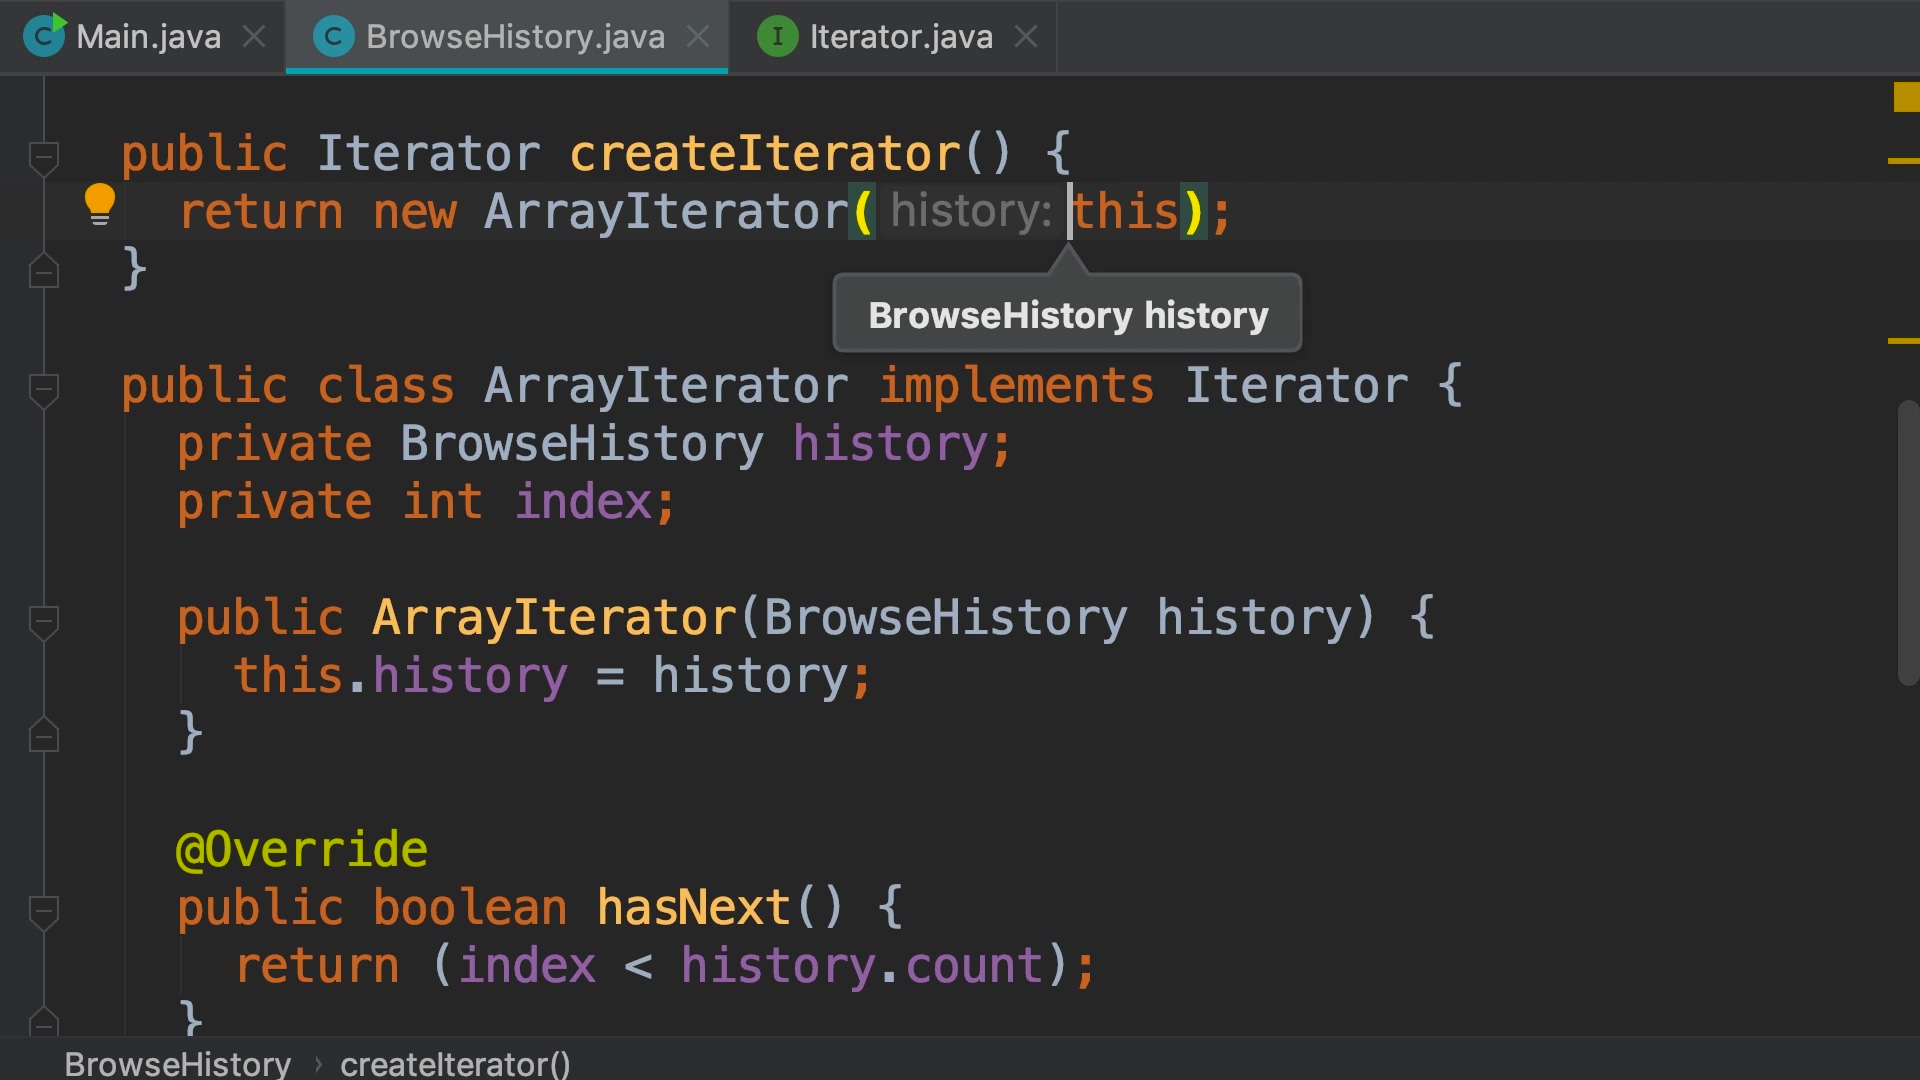 Main.java BrowseHistory.java Iterator.java
public Iterator createIterator() {
return new ArrayIterator( history: this);
}
BrowseHistory history
public class ArrayIterator implements Iterator {
private BrowseHistory history;
private int index;
public ArrayIterator(BrowseHistory history) {
this.history = history;
}
@Override
public boolean hasNext() {
return (index < history.count);
}
BrowseHistory › createIterator()